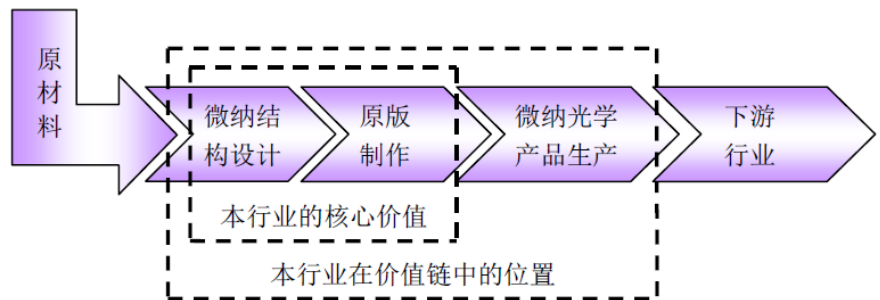 原
材
料
微纳结
构设计
原版
制作
微纳光学
产品生产
下游
行业
本行业的核心价值
本行业在价值链中的位置